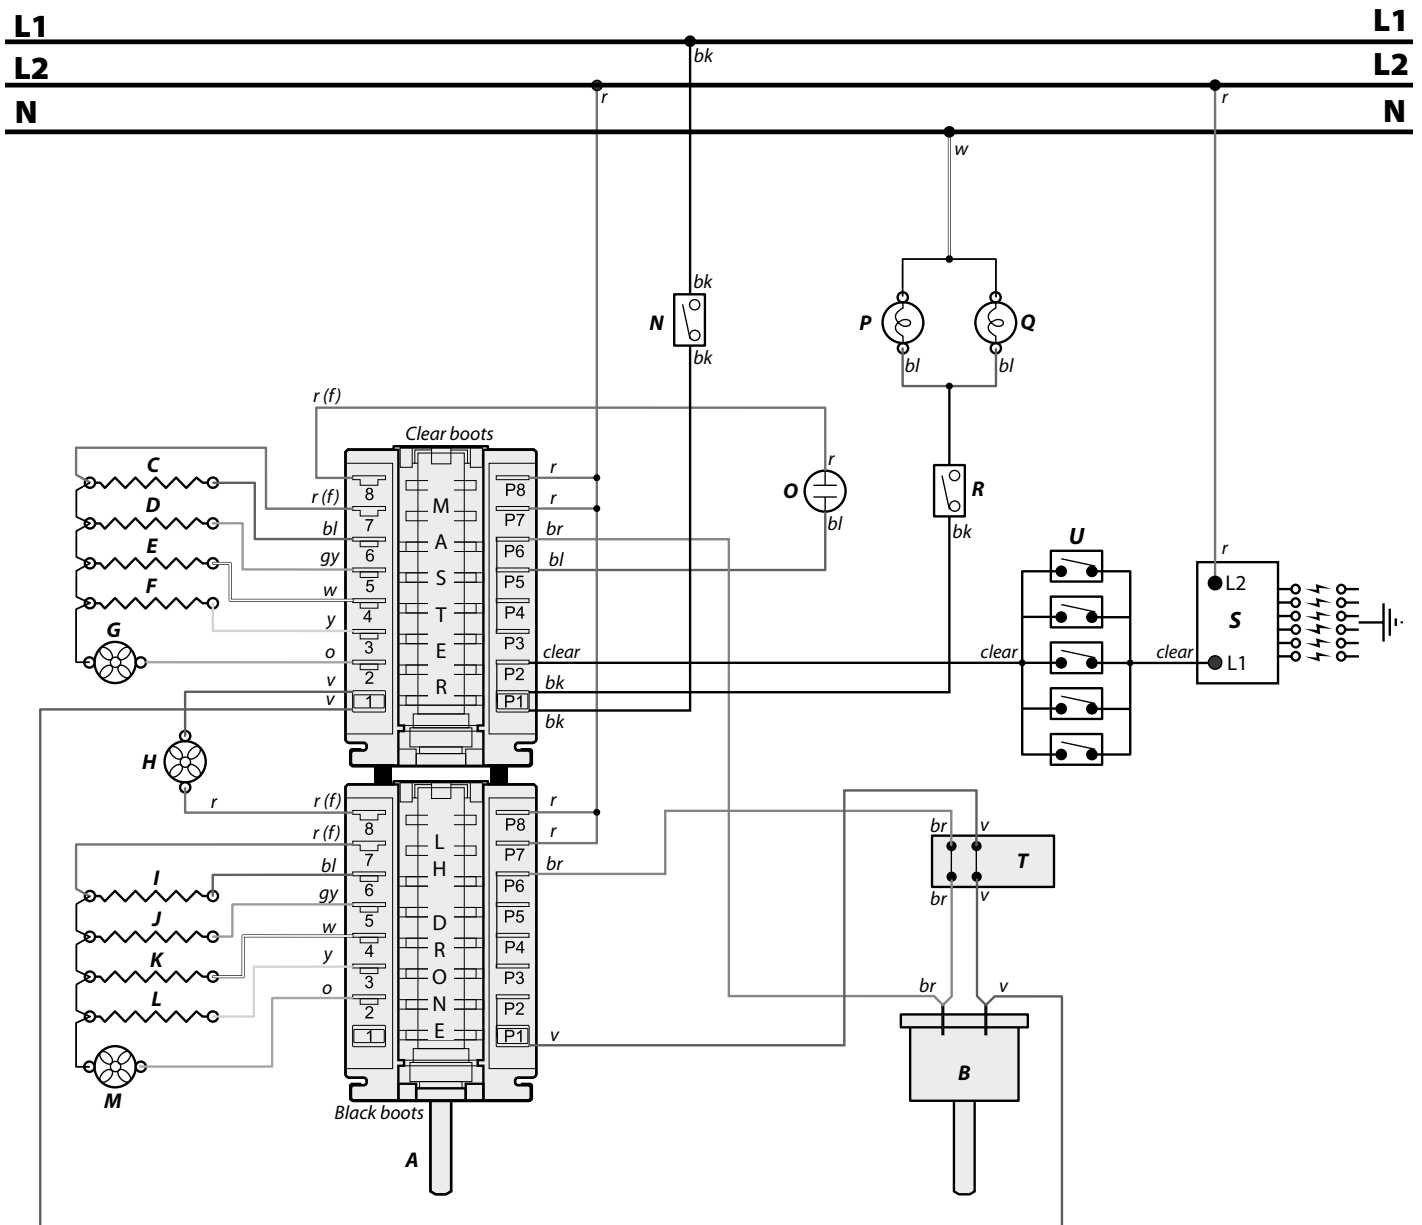 L1 L1
bk
L2 L2
r r
N N
w
bk
N
bk
P Q
bl bl
r (f)
Clear boots
C
D
E
F
G
r (f)
bl
gy
w
y
o
v
v
8
7
6
5
4
3
2
1
MASTER
P8
P7
P6
P5
P4
P3
P2
P1
r
r
br
bl
clear
bk
bk
r
O
bl
R
bk
U
clear clear
r
L2
S
L1
H
r
r (f)
r (f)
bl
gy
w
y
o
I
J
K
L
M
8
7
6
5
4
3
2
1
LH DRONE
P8
P7
P6
P5
P4
P3
P2
P1
r
r
br
v
br v
T
br v
br v
B
Black boots
A